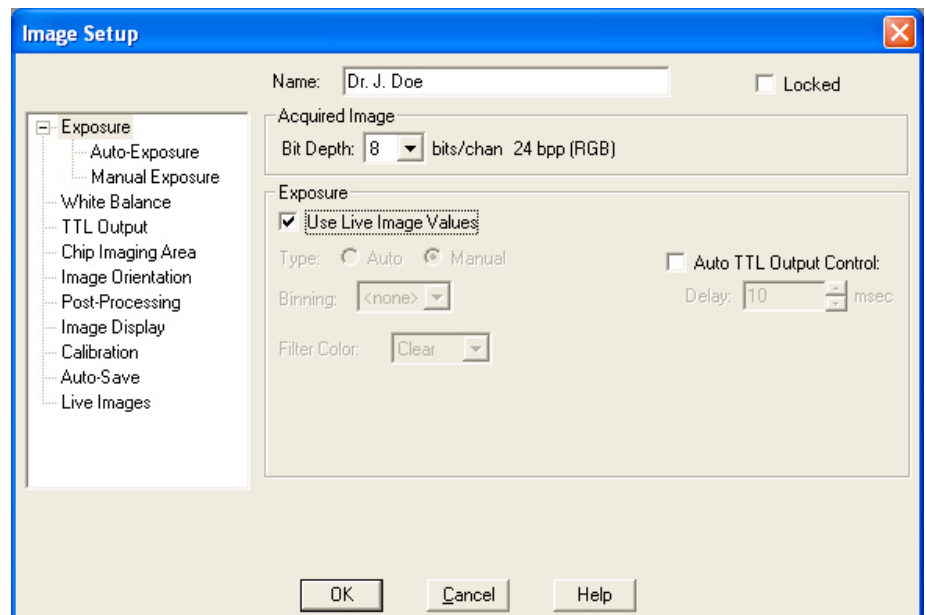 Image Setup
Name: Dr. J. Doe Locked
Exposure
Auto-Exposure
Manual Exposure
White Balance
TTL Output
Chip Imaging Area
Image Orientation
Post-Processing
Image Display
Calibration
Auto-Save
Live Images
Acquired Image
Bit Depth: 8 bits/chan 24 bpp (RGB)
Exposure
Use Live Image Values
Type: Auto Manual
Binning: <none>
Filter Color: Clear
Auto TTL Output Control:
Delay: 10 msec
OK Cancel Help